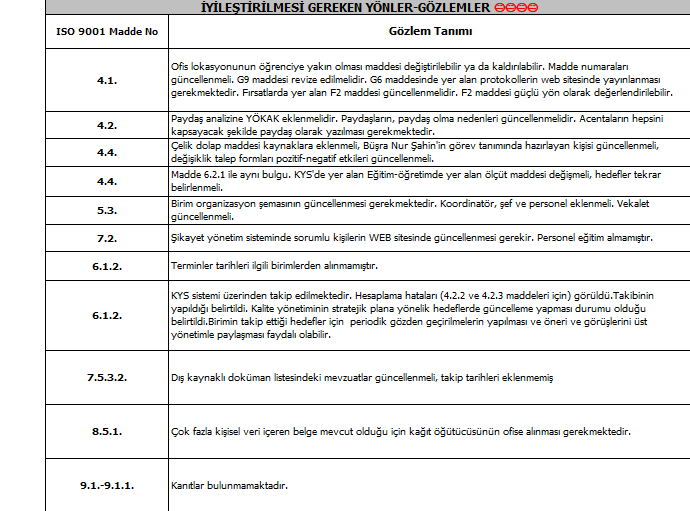 İYİLEŞTİRİLMESİ GEREKEN YÖNLER-GÖZLEMLER
ISO 9001 Madde No
Gözlem Tanımı
4.1.
Ofis lokasyonunun öğrenciye yakın olması maddesi değiştirilebilir ya da kaldırılabilir. Madde numaraları
güncellenmeli. G9 maddesi revize edilmelidir. G6 maddesinde yer alan protokollerin web sitesinde yayınlanması
gerekmektedir. Fırsatlarda yer alan F2 maddesi güncellenmelidir. F2 maddesi güçlü yön olarak değerlendirilebilir.
4.2.
Paydaş analizine YÖKAK eklenmelidir. Paydaşların, paydaş olma nedenleri güncellenmelidir. Acentaların hepsini
kapsayacak şekilde paydaş olarak yazılması gerekmektedir.
4.4.
Çelik dolap maddesi kaynaklara eklenmeli, Büşra Nur Şahin'in görev tanımında hazırlayan kişisi güncellenmeli,
değişiklik talep formları pozitif-negatif etkileri güncellenmeli.
4.4.
Madde 6.2.1 ile aynı bulgu. KYS'de yer alan Eğitim-öğretimde yer alan ölçüt maddesi değişmeli, hedefler tekrar
belirlenmeli.
5.3.
Birim organizasyon şemasının güncellenmesi gerekmektedir. Koordinatör, şef ve personel eklenmeli. Vekalet
güncellenmeli.
7.2.
Şikayet yönetim sisteminde sorumlu kişilerin WEB sitesinde güncellenmesi gerekir. Personel eğitim almamıştır.
6.1.2.
Terminler tarihleri ilgili birimlerden alınmamıştır.
6.1.2.
KYS sistemi üzerinden takip edilmektedir. Hesaplama hataları (4.2.2 ve 4.2.3 maddeleri için) görüldü.Takibinin
yapıldığı belirtildi. Kalite yönetiminin stratejik plana yönelik hedeflerde güncelleme yapması durumu olduğu
belirtildi.Birimin takip ettiği hedefler için  periodik gözden geçirilmelerin yapılması ve öneri ve görüşlerini üst
yönetimle paylaşması faydalı olabilir.
7.5.3.2.
Dış kaynaklı doküman listesindeki mevzuatlar güncellenmeli, takip tarihleri eklenmemiş
8.5.1.
Çok fazla kişisel veri içeren belge mevcut olduğu için kağıt öğütücüsünün ofise alınması gerekmektedir.
9.1.-9.1.1.
Kanıtlar bulunmamaktadır.